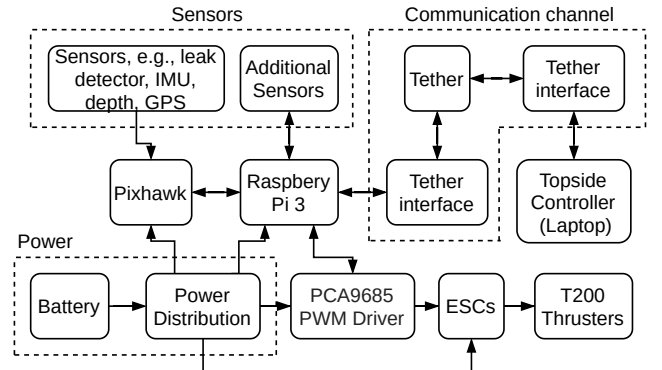 Sensors
Communication channel
Sensors, e.g., leak
detector, IMU,
depth, GPS
Additional
Sensors
Tether
Tether
interface
Pixhawk
Raspbery
Pi 3
Tether
interface
Topside
Controller
(Laptop)
Power
Battery
Power
Distribution
PCA9685
PWM Driver
ESCs
T200
Thrusters